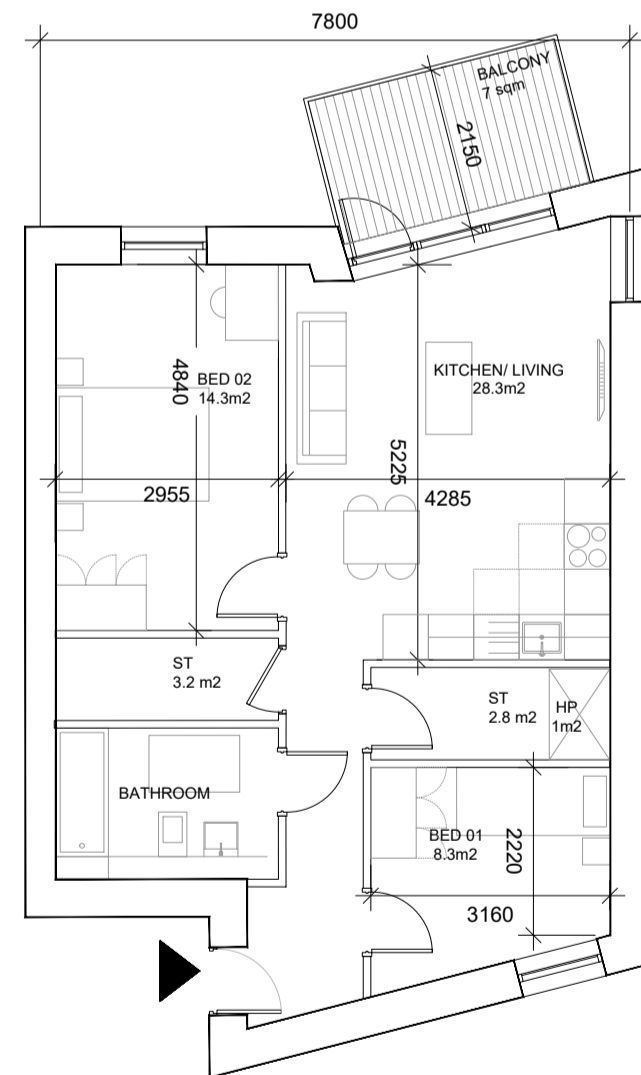 7800
BALCONY
7 sqm
2150
4840
BED 02
14.3m2
KITCHEN/ LIVING
28.3m2
5225
2955
4285
ST
3.2 m2
ST
2.8 m2
HP
1m2
BATHROOM
BED 01
8.3m2
2220
3160